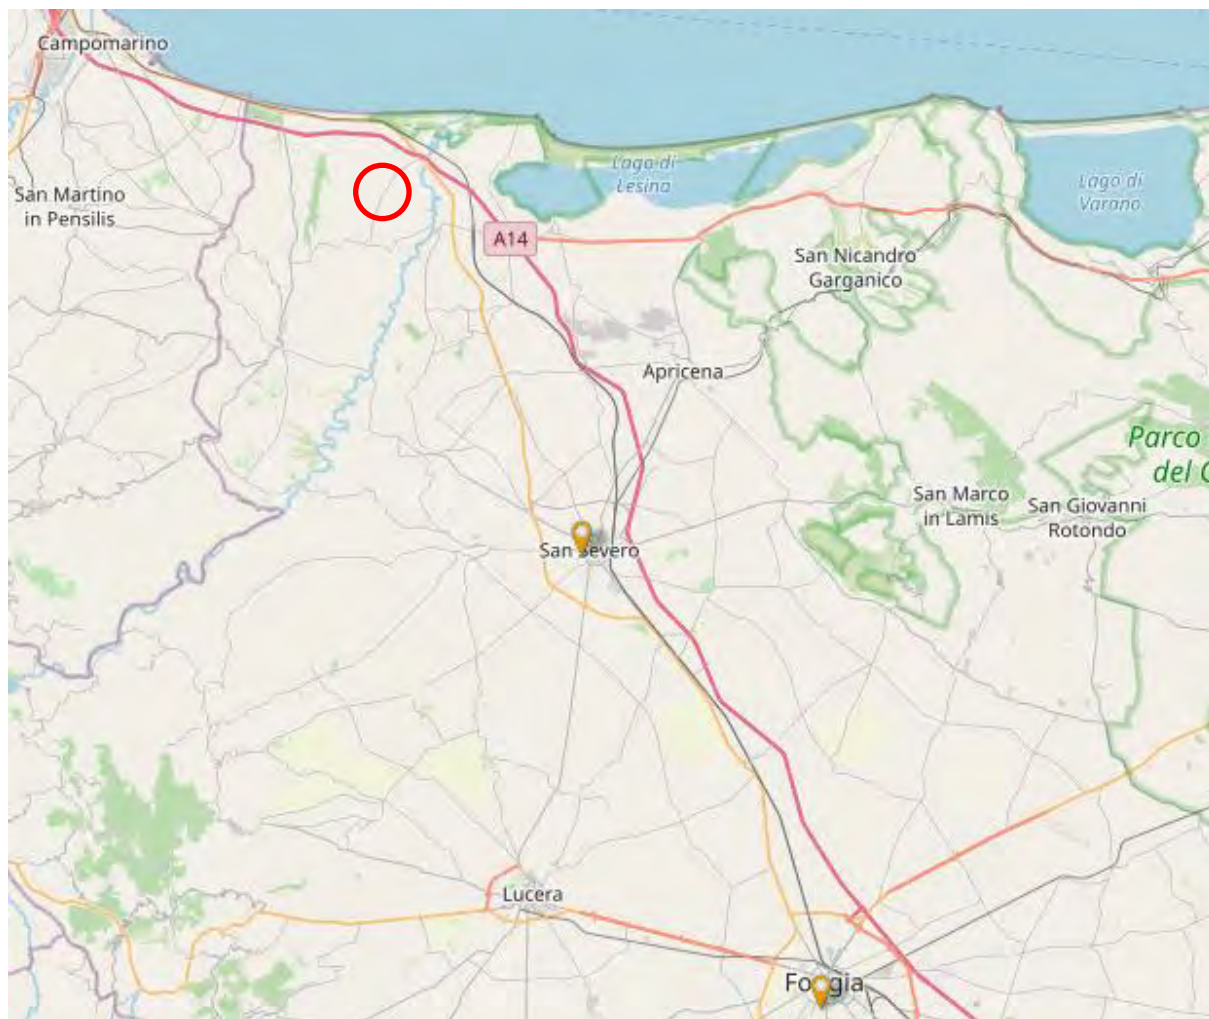 Campomarino
Lago di
Lesina
Lago di
Varano
San Martino
in Pensilis
A14
San Nicandro
Garganico
Apricena
Parco
del G
San Marco
in Lamis
San Giovanni
Rotondo
San Severo
Lucera
Foggia